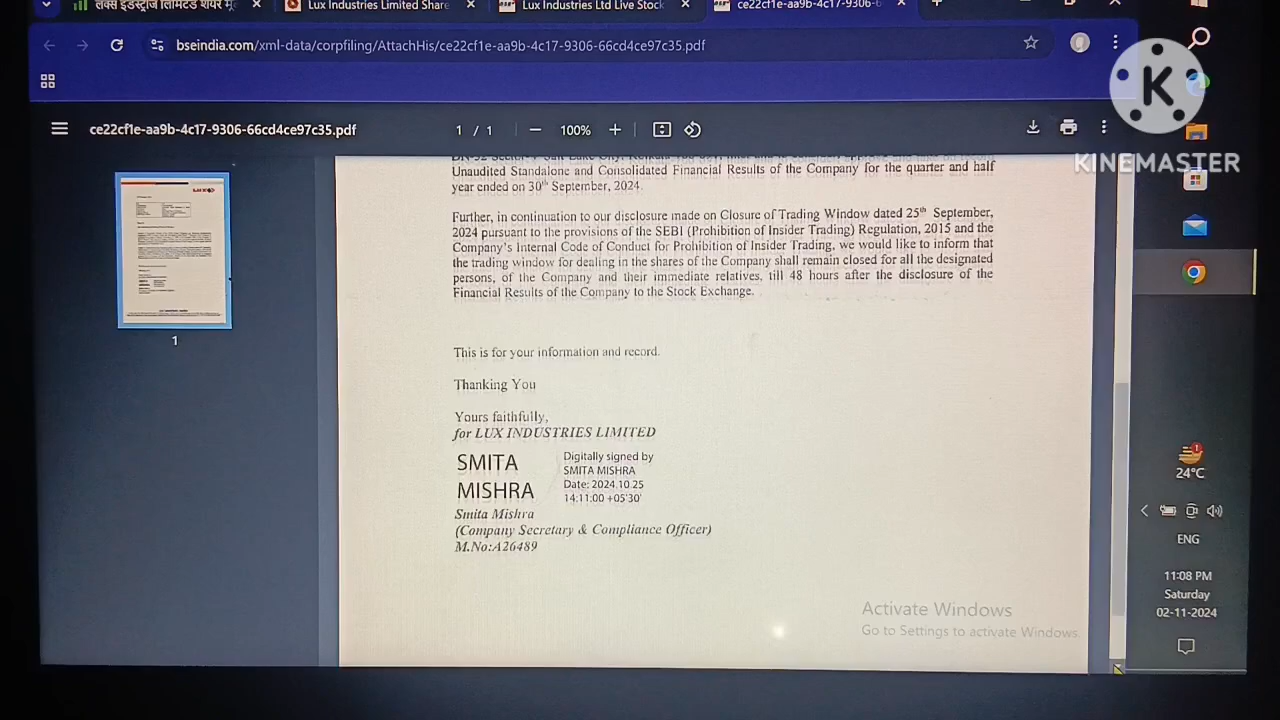 लक्स इंडस्ट्रीज लिमिटेड शेयर
Lux Industries Limited Share
Lux Industries Ltd Live Stock
ce22cf1e-aa9b-4c17-9306-6
bseindia.com/xml-data/corpfiling/AttachHis/ce22cf1e-aa9b-4c17-9306-66cd4ce97c35.pdf
K
KINEMASTER
ce22cf1e-aa9b-4c17-9306-66cd4ce97c35.pdf
1 / 1
100%
LUX
1
Unaudited Standalone and Consolidated Financial Results of the Company for the quarter and half
year ended on 30th September, 2024.
Further, in continuation to our disclosure made on Closure of Trading Window dated 25th September,
2024 pursuant to the provisions of the SEBI (Prohibition of Insider Trading) Regulation, 2015 and the
Company's Internal Code of Conduct for Prohibition of Insider Trading, we would like to inform that
the trading window for dealing in the shares of the Company shall remain closed for all the designated
persons, of the Company and their immediate relatives, till 48 hours after the disclosure of the
Financial Results of the Company to the Stock Exchange.
This is for your information and record.
Thanking You
Yours faithfully,
for LUX INDUSTRIES LIMITED
SMITA
MISHRA
Digitally signed by
SMITA MISHRA
Date: 2024.10.25
14:11:00 +05'30'
Smita Mishra
(Company Secretary & Compliance Officer)
M.No:A26489
Activate Windows
Go to Settings to activate Windows.
1
24°C
ENG
11:08 PM
Saturday
02-11-2024